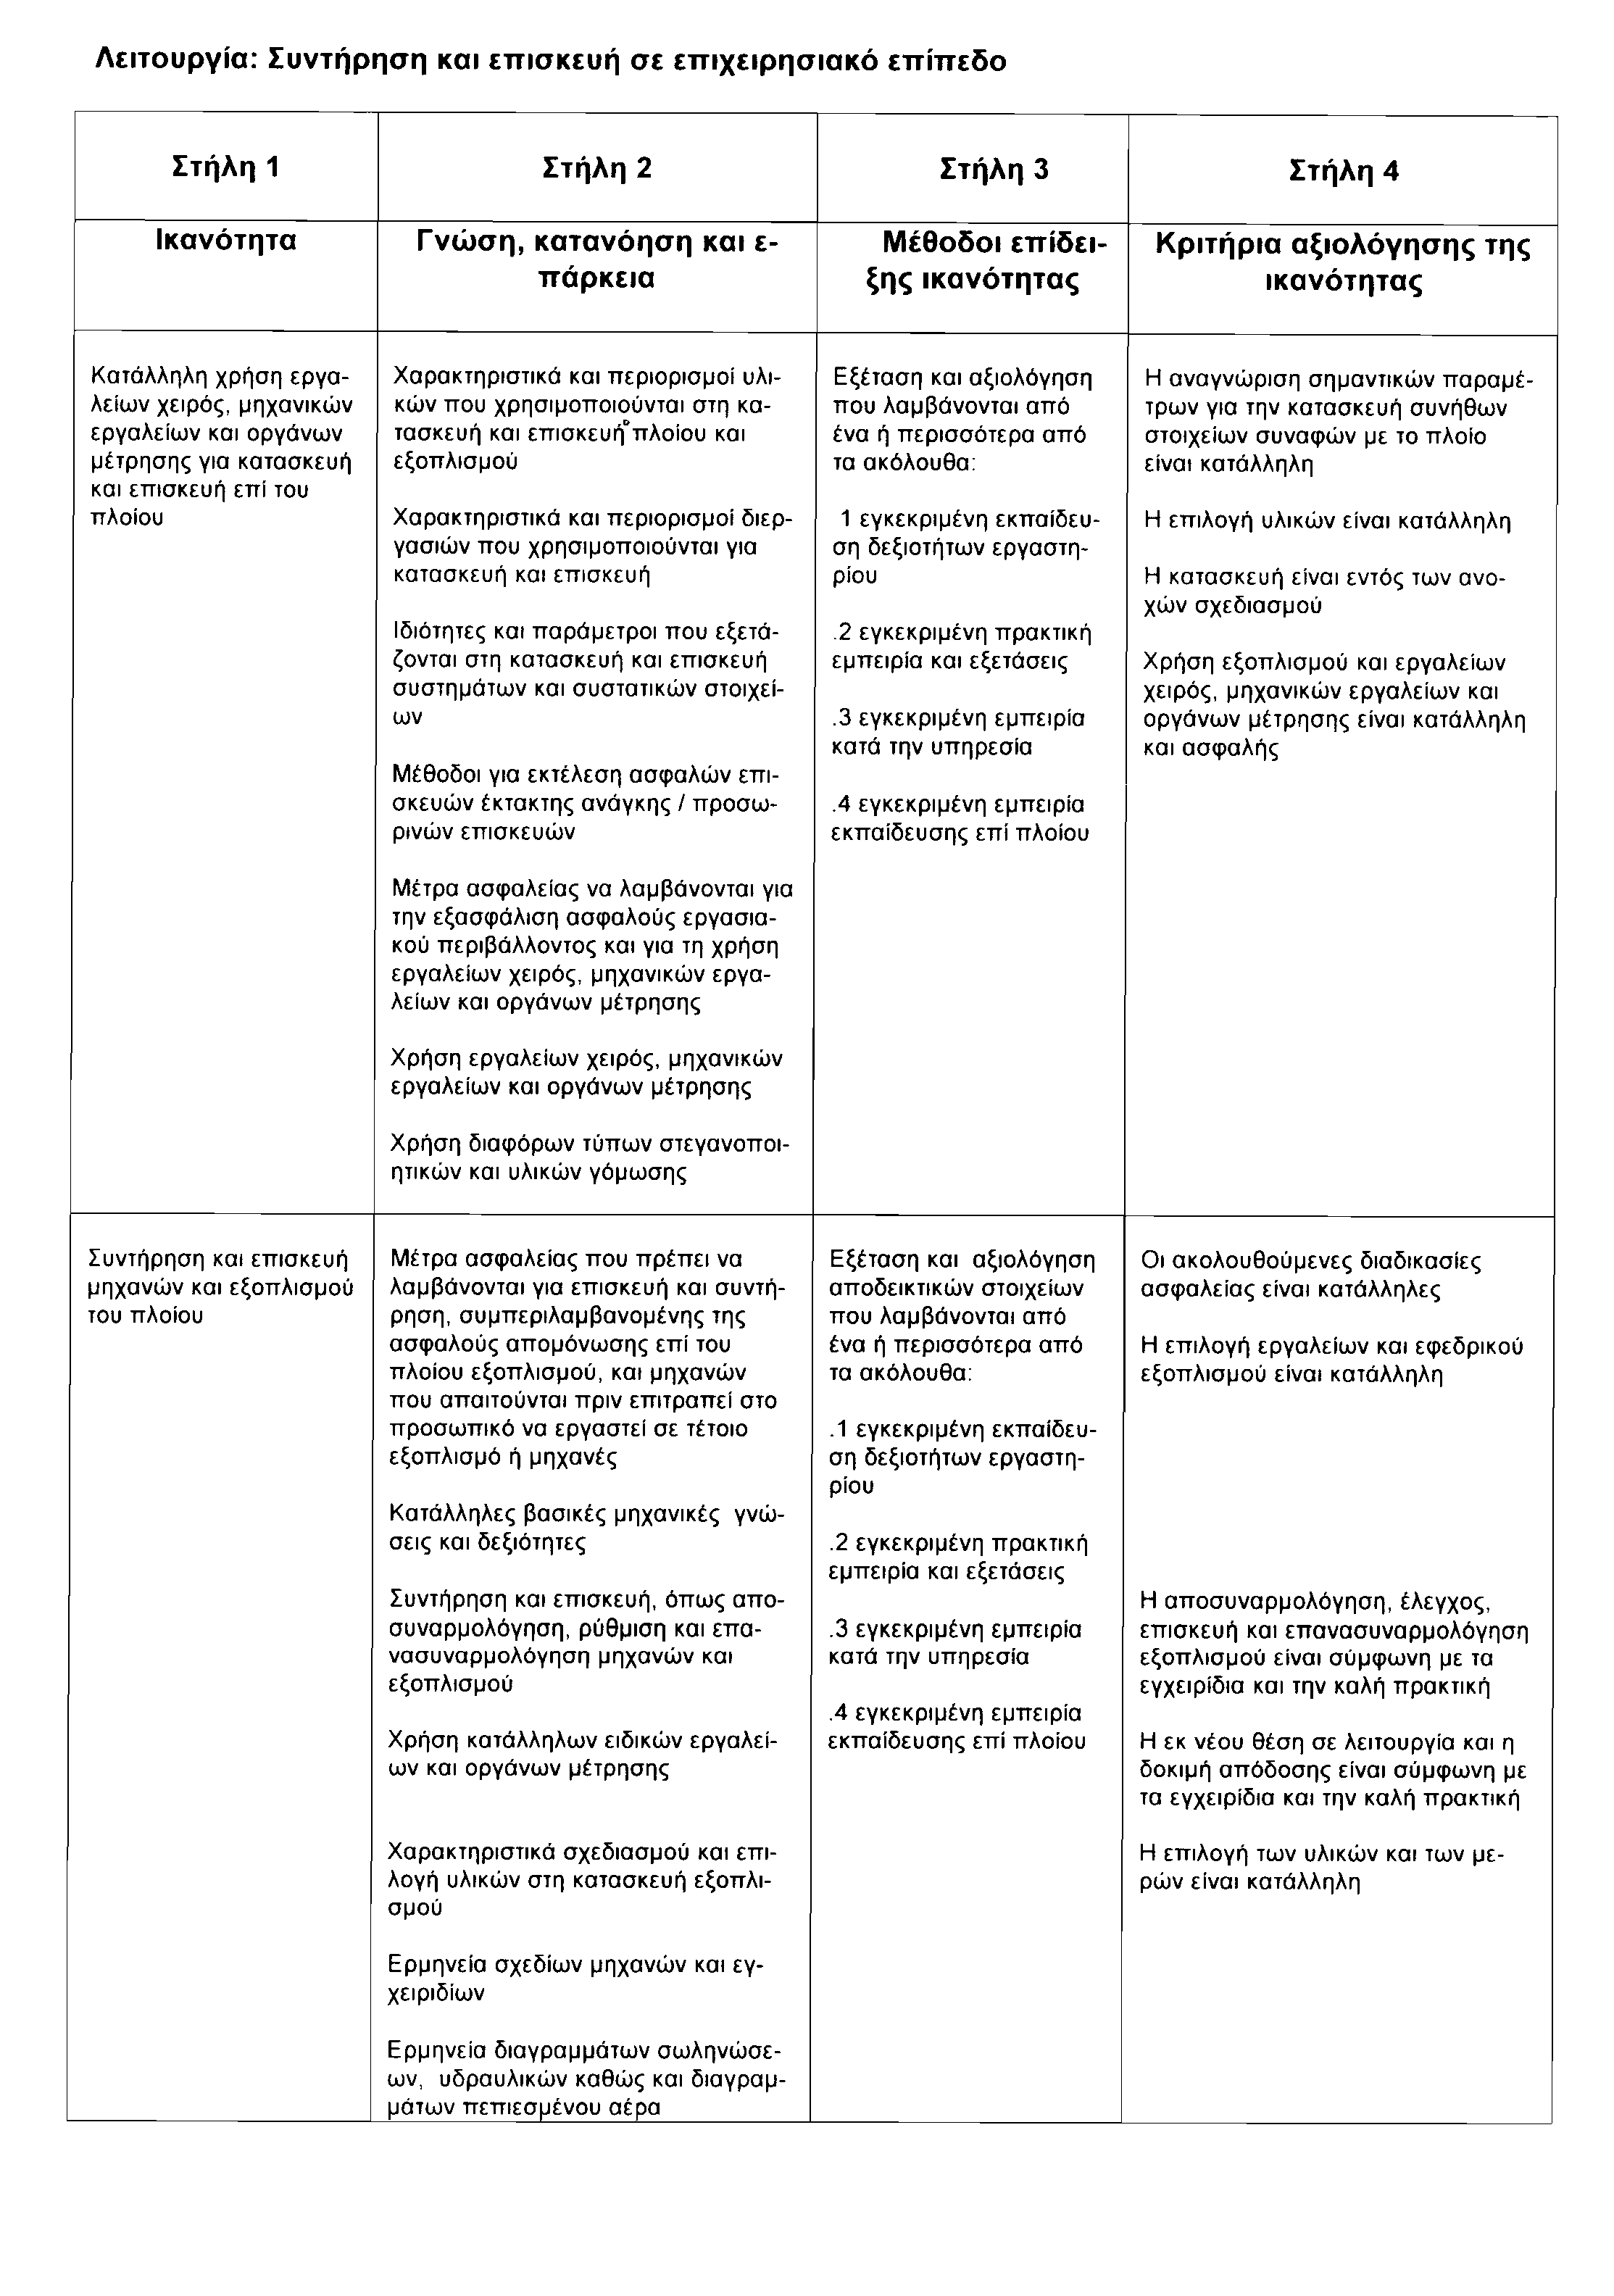 Λειτουργία: Συντήρηση και επισκευή σε επιχειρησιακό επίπεδο
Στήλη 1
Στήλη 2
Στήλη 3
Στήλη 4
Ικανότητα
Γνώση, κατανόηση και ε-
πάρκεια
Μέθοδοι επίδει-
ξης ικανότητας
Κριτήρια αξιολόγησης της
ικανότητας
Κατάλληλη χρήση εργα-
λείων χειρός, μηχανικών
εργαλείων και οργάνων
μέτρησης για κατασκευή
και επισκευή επί του
πλοίου
Χαρακτηριστικά και περιορισμοί υλι-
κών που χρησιμοποιούνται στη κα-
τασκευή και επισκευή πλοίου και
εξοπλισμού
Χαρακτηριστικά και περιορισμοί διερ-
γασιών που χρησιμοποιούνται για
κατασκευή και επισκευή
Ιδιότητες και παράμετροι που εξετά-
ζονται στη κατασκευή και επισκευή
συστημάτων και συστατικών στοιχεί-
ων
Μέθοδοι για εκτέλεση ασφαλών επι-
σκευών έκτακτης ανάγκης / προσω-
ρινών επισκευών
Μέτρα ασφαλείας να λαμβάνονται για
την εξασφάλιση ασφαλούς εργασια-
κού περιβάλλοντος και για τη χρήση
εργαλείων χειρός, μηχανικών εργα-
λείων και οργάνων μέτρησης
Χρήση εργαλείων χειρός, μηχανικών
εργαλείων και οργάνων μέτρησης
Χρήση διαφόρων τύπων στεγανοποι-
ητικών και υλικών γόμωσης
Εξέταση και αξιολόγηση
που λαμβάνονται από
ένα ή περισσότερα από
τα ακόλουθα:
1 εγκεκριμένη εκπαίδευ-
ση δεξιοτήτων εργαστη-
ρίου
.2 εγκεκριμένη πρακτική
εμπειρία και εξετάσεις
.3 εγκεκριμένη εμπειρία
κατά την υπηρεσία
.4 εγκεκριμένη εμπειρία
εκπαίδευσης επί πλοίου
Η αναγνώριση σημαντικών παραμέ-
τρων για την κατασκευή συνήθων
στοιχείων συναφών με το πλοίο
είναι κατάλληλη
Η επιλογή υλικών είναι κατάλληλη
Η κατασκευή είναι εντός των ανο-
χών σχεδιασμού
Χρήση εξοπλισμού και εργαλείων
χειρός, μηχανικών εργαλείων και
οργάνων μέτρησης είναι κατάλληλη
και ασφαλής
Συντήρηση και επισκευή
μηχανών και εξοπλισμού
του πλοίου
Μέτρα ασφαλείας που πρέπει να
λαμβάνονται για επισκευή και συντή-
ρηση, συμπεριλαμβανομένης της
ασφαλούς απομόνωσης επί του
πλοίου εξοπλισμού, και μηχανών
που απαιτούνται πριν επιτραπεί στο
προσωπικό να εργαστεί σε τέτοιο
εξοπλισμό ή μηχανές
Κατάλληλες βασικές μηχανικές γνώ-
σεις και δεξιότητες
Συντήρηση και επισκευή, όπως απο-
συναρμολόγηση, ρύθμιση και επα-
νασυναρμολόγηση μηχανών και
εξοπλισμού
Χρήση κατάλληλων ειδικών εργαλεί-
ων και οργάνων μέτρησης
Χαρακτηριστικά σχεδιασμού και επι-
λογή υλικών στη κατασκευή εξοπλι-
σμού
Ερμηνεία σχεδίων μηχανών και εγ-
χειριδίων
Ερμηνεία διαγραμμάτων σωληνώσε-
ων, υδραυλικών καθώς και διαγραμ-
μάτων πεπιεσμένου αέρα
Εξέταση και αξιολόγηση
αποδεικτικών στοιχείων
που λαμβάνονται από
ένα ή περισσότερα από
τα ακόλουθα:
.1 εγκεκριμένη εκπαίδευ-
ση δεξιοτήτων εργαστη-
ρίου
.2 εγκεκριμένη πρακτική
εμπειρία και εξετάσεις
.3 εγκεκριμένη εμπειρία
κατά την υπηρεσία
.4 εγκεκριμένη εμπειρία
εκπαίδευσης επί πλοίου
Οι ακολουθούμενες διαδικασίες
ασφαλείας είναι κατάλληλες
Η επιλογή εργαλείων και εφεδρικού
εξοπλισμού είναι κατάλληλη
Η αποσυναρμολόγηση, έλεγχος,
επισκευή και επανασυναρμολόγηση
εξοπλισμού είναι σύμφωνη με τα
εγχειρίδια και την καλή πρακτική
Η εκ νέου θέση σε λειτουργία και η
δοκιμή απόδοσης είναι σύμφωνη με
τα εγχειρίδια και την καλή πρακτική
Η επιλογή των υλικών και των με-
ρών είναι κατάλληλη